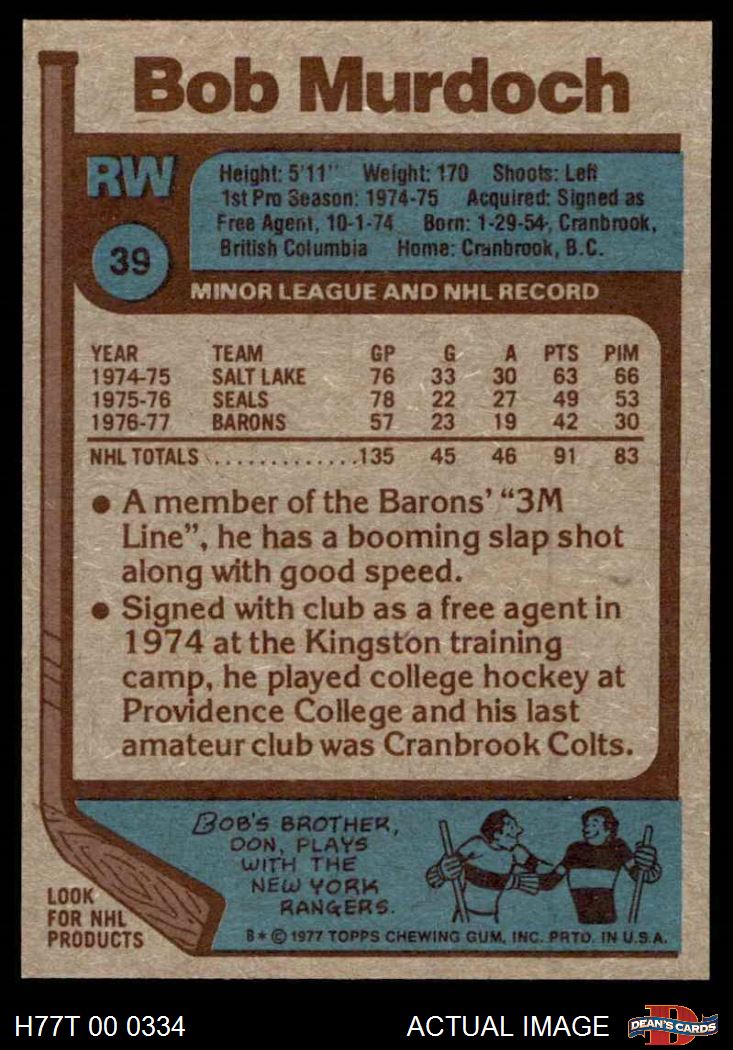 Bob Murdoch
RW
39
Height: 5'11" Weight: 170 Shoots: Left
1st Pro Season: 1974-75 Acquired: Signed as
Free Agent, 10-1-74 Born: 1-29-54, Cranbrook,
British Columbia Home: Cranbrook, B.C.
MINOR LEAGUE AND NHL RECORD
YEAR TEAM GP G A PTS PIM
1974-75 SALT LAKE 76 33 30 63 66
1975-76 SEALS 78 22 27 49 53
1976-77 BARONS 57 23 19 42 30
NHL TOTALS .............135 45 46 91 83
● A member of the Barons' “3M
Line”, he has a booming slap shot
along with good speed.
● Signed with club as a free agent in
1974 at the Kingston training
camp, he played college hockey at
Providence College and his last
amateur club was Cranbrook Colts.
BOB'S BROTHER,
DON, PLAYS
WITH THE
NEW YORK
RANGERS.
LOOK
FOR NHL
PRODUCTS
B * © 1977 TOPPS CHEWING GUM, INC. PRTD. IN U.S.A.
H77T 00 0334 ACTUAL IMAGE
D
DEAN'S CARDS